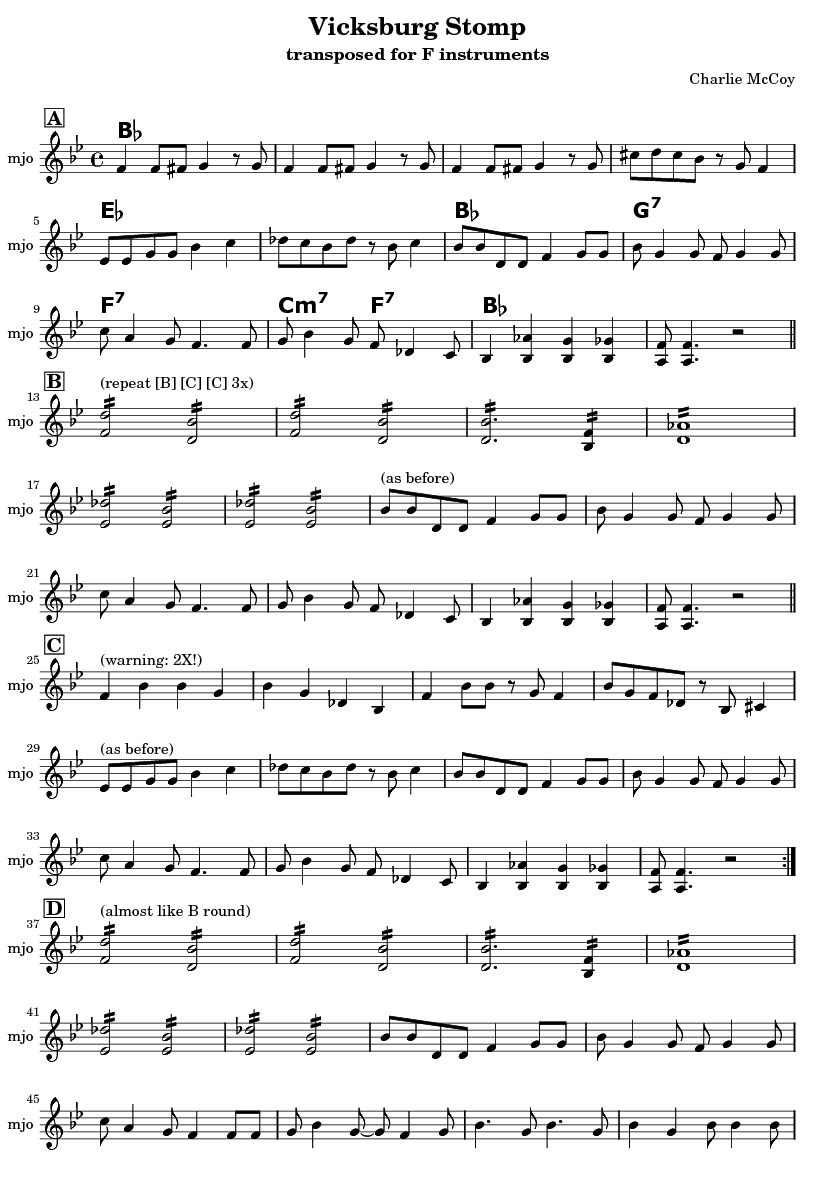 Vicksburg Stomp
transposed for F instruments
Charlie McCoy
A
B♭
mjo
5
E♭ B♭ G7
mjo
9
F7 Cm7 F7 B♭
mjo
B
13
(repeat [B] [C] [C] 3x)
mjo
17
(as before)
mjo
21
mjo
C
25
(warning: 2X!)
mjo
29
(as before)
mjo
33
mjo
D
37
(almost like B round)
mjo
41
mjo
45
mjo